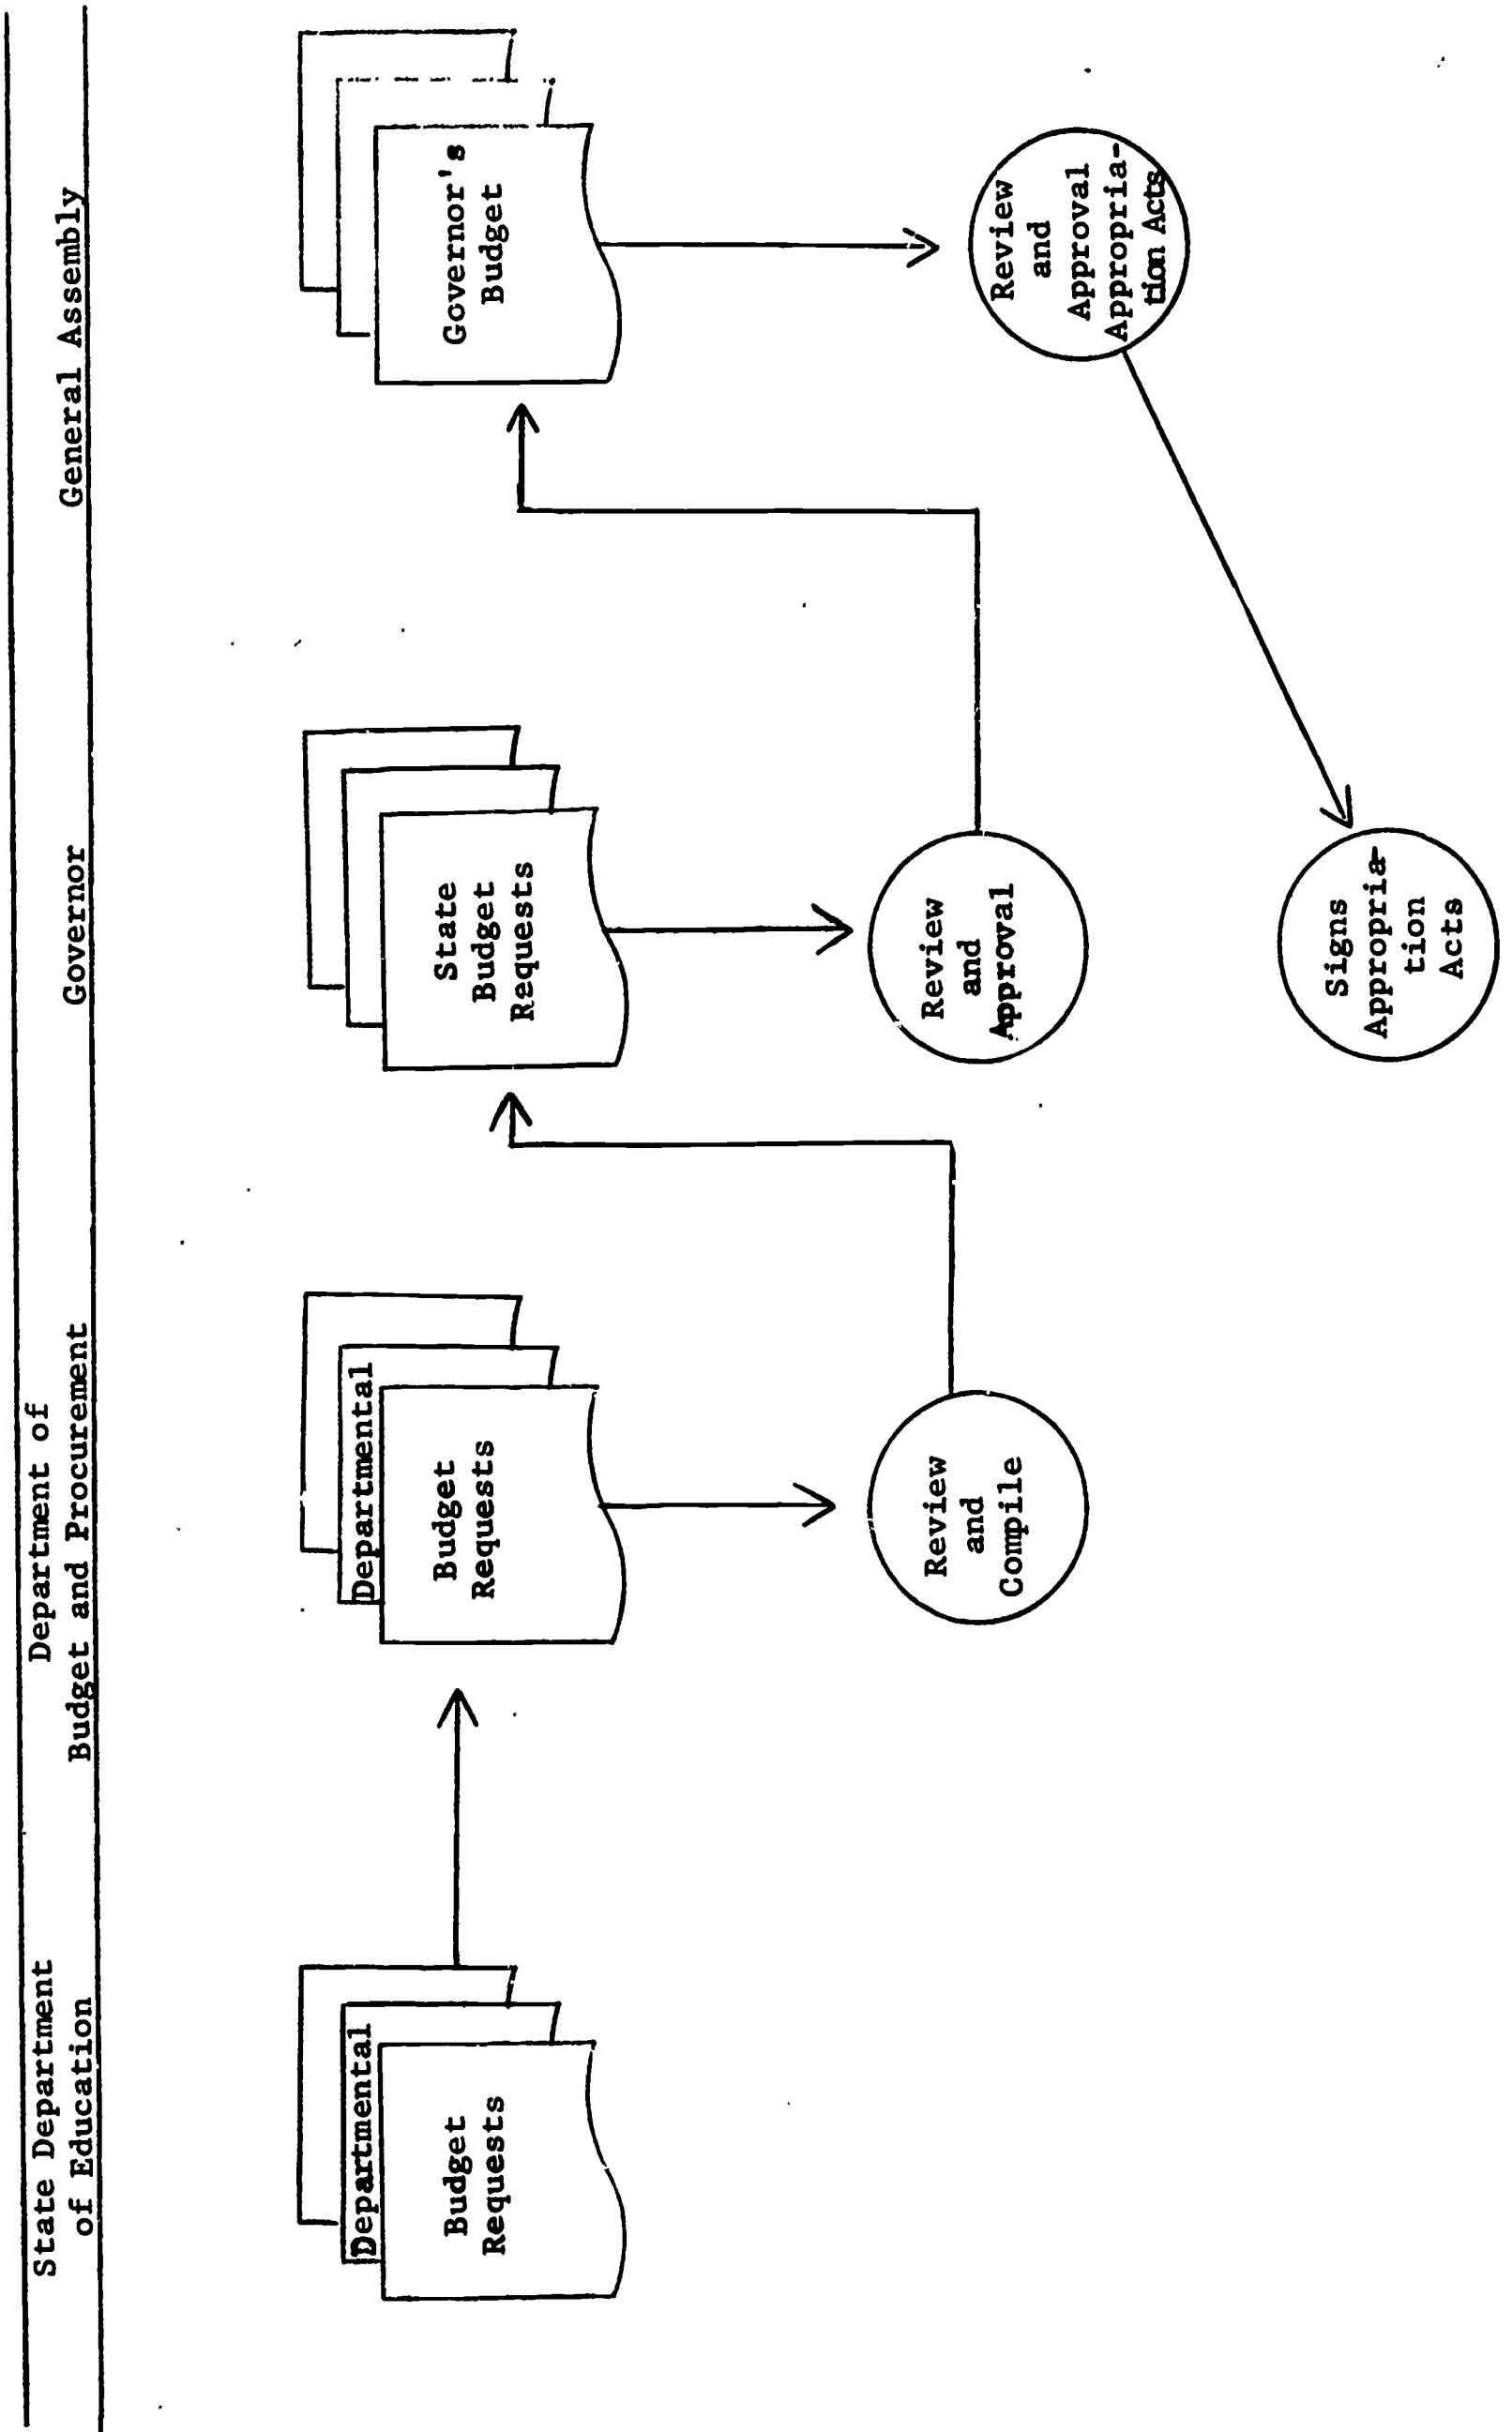 State Department
of Education
Department of
Budget and Procurement
Governor
General Assembly
Departmental
Budget
Requests
Departmental
Budget
Requests
Review
and
Compile
State
Budget
Requests
Review
and
Approval
Signs
Appropria-
tion
Acts
Governor's
Budget
Review
and
Approval
Appropria-
tion Acts